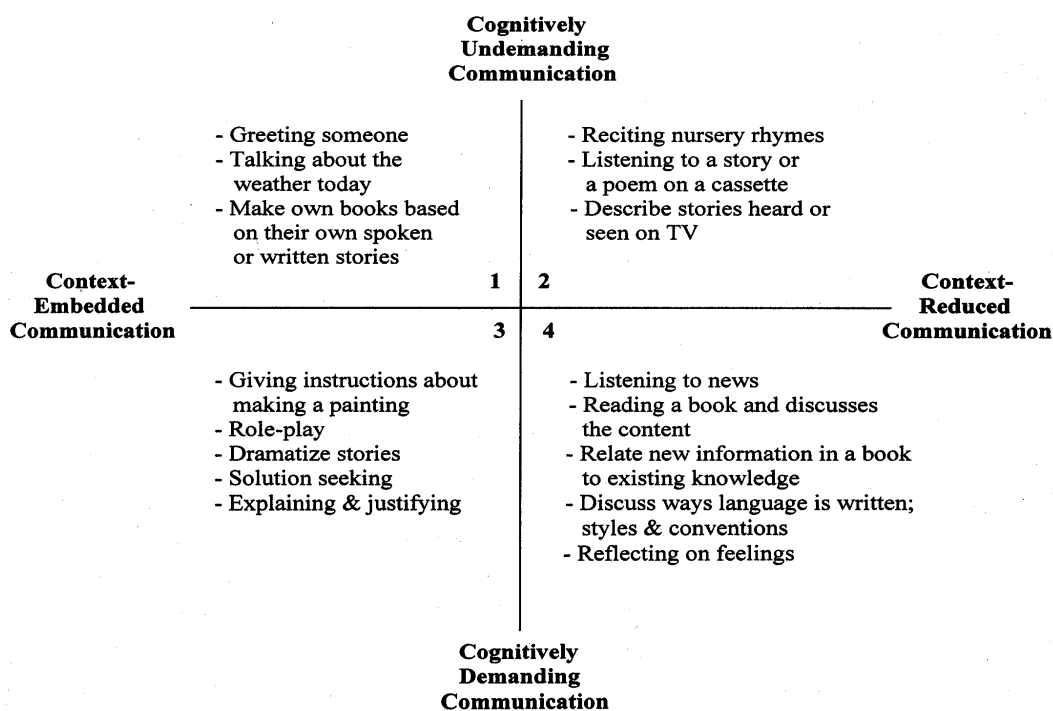 Cognitively
Undemanding
Communication
- Greeting someone
- Talking about the
weather today
- Make own books based
on their own spoken
or written stories
- Reciting nursery rhymes
- Listening to a story or
a poem on a cassette
- Describe stories heard or
seen on TV
1
2
Context-
Embedded
Communication
Context-
Reduced
Communication
3
4
- Giving instructions about
making a painting
- Role-play
- Dramatize stories
- Solution seeking
- Explaining & justifying
- Listening to news
- Reading a book and discusses
the content
- Relate new information in a book
to existing knowledge
- Discuss ways language is written;
styles & conventions
- Reflecting on feelings
Cognitively
Demanding
Communication